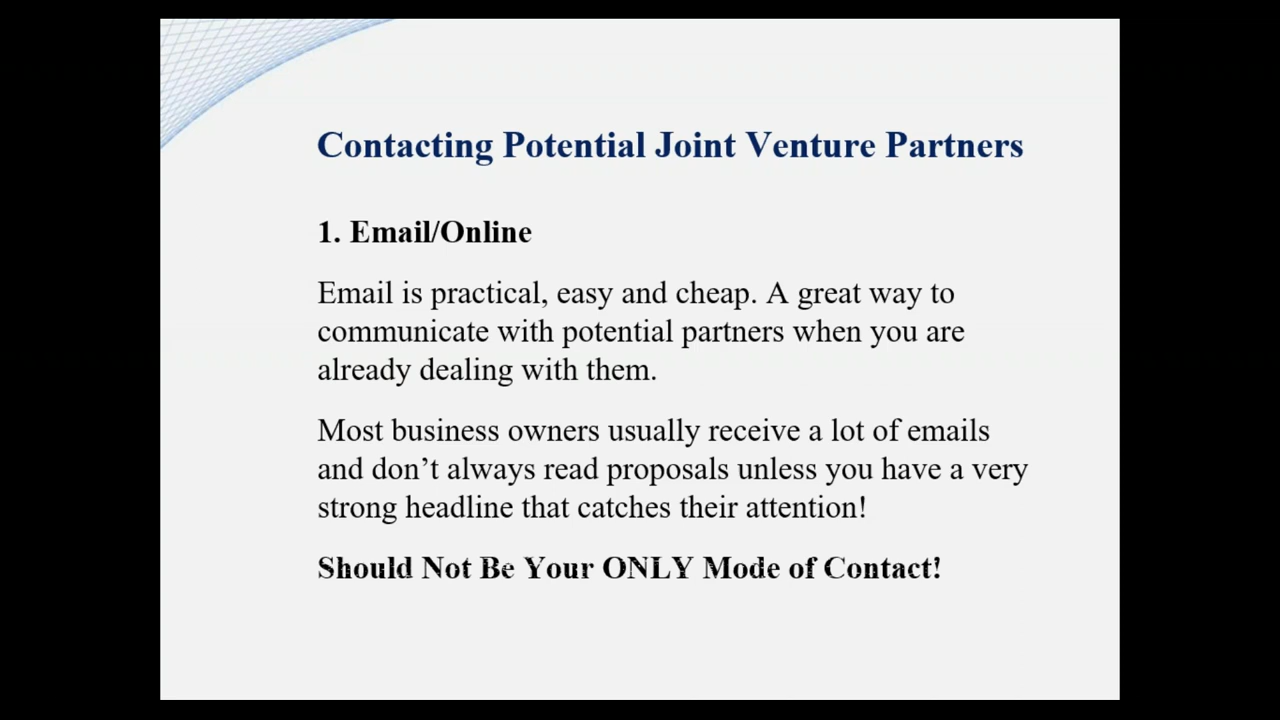 Contacting Potential Joint Venture Partners
1. Email/Online
Email is practical, easy and cheap. A great way to
communicate with potential partners when you are
already dealing with them.
Most business owners usually receive a lot of emails
and don’t always read proposals unless you have a very
strong headline that catches their attention!
Should Not Be Your ONLY Mode of Contact!